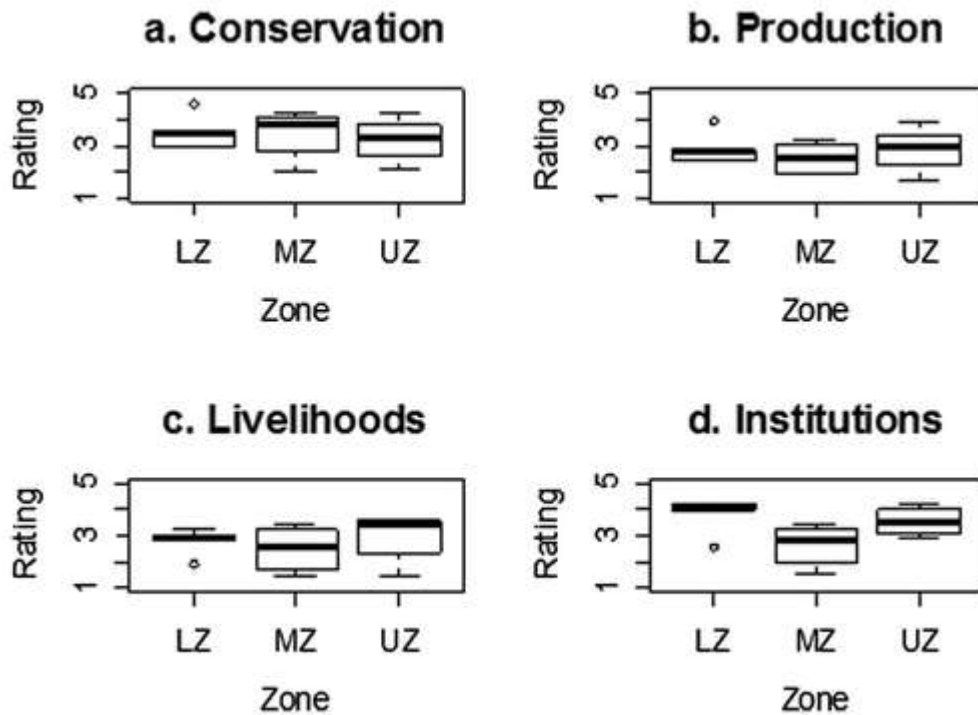 a. Conservation
Rating
5
3
1
LZ MZ UZ
Zone
b. Production
Rating
5
3
1
LZ MZ UZ
Zone
c. Livelihoods
Rating
5
3
1
LZ MZ UZ
Zone
d. Institutions
Rating
5
3
1
LZ MZ UZ
Zone